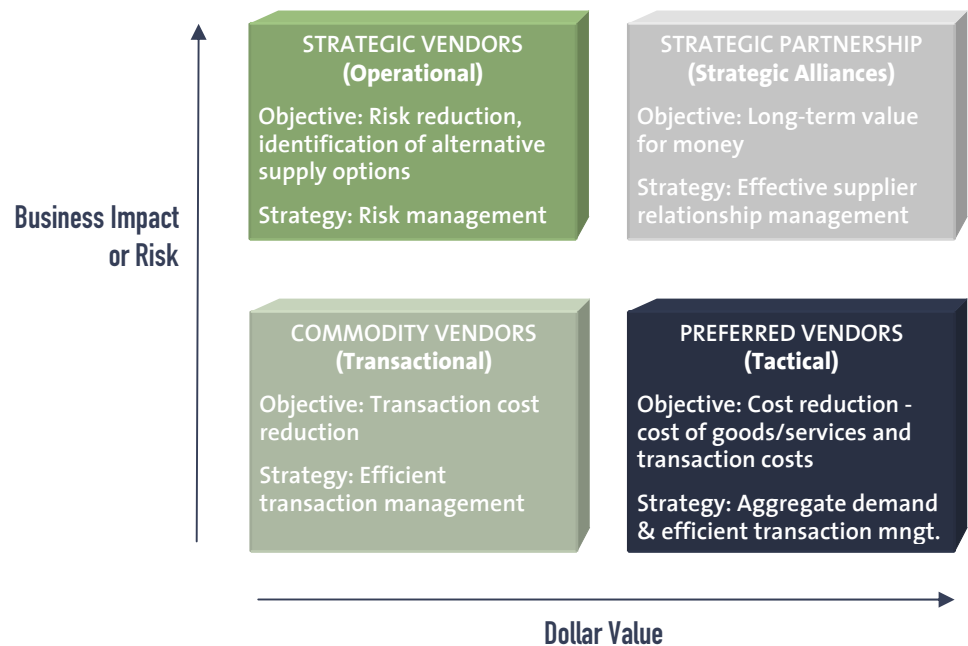 STRATEGIC VENDORS
(Operational)
Objective: Risk reduction,
identification of alternative
supply options
Strategy: Risk management
STRATEGIC PARTNERSHIP
(Strategic Alliances)
Objective: Long-term value
for money
Strategy: Effective supplier
relationship management
Business Impact
or Risk
COMMODITY VENDORS
(Transactional)
Objective: Transaction cost
reduction
Strategy: Efficient
transaction management
PREFERRED VENDORS
(Tactical)
Objective: Cost reduction -
cost of goods/services and
transaction costs
Strategy: Aggregate demand
& efficient transaction mngt.
Dollar Value